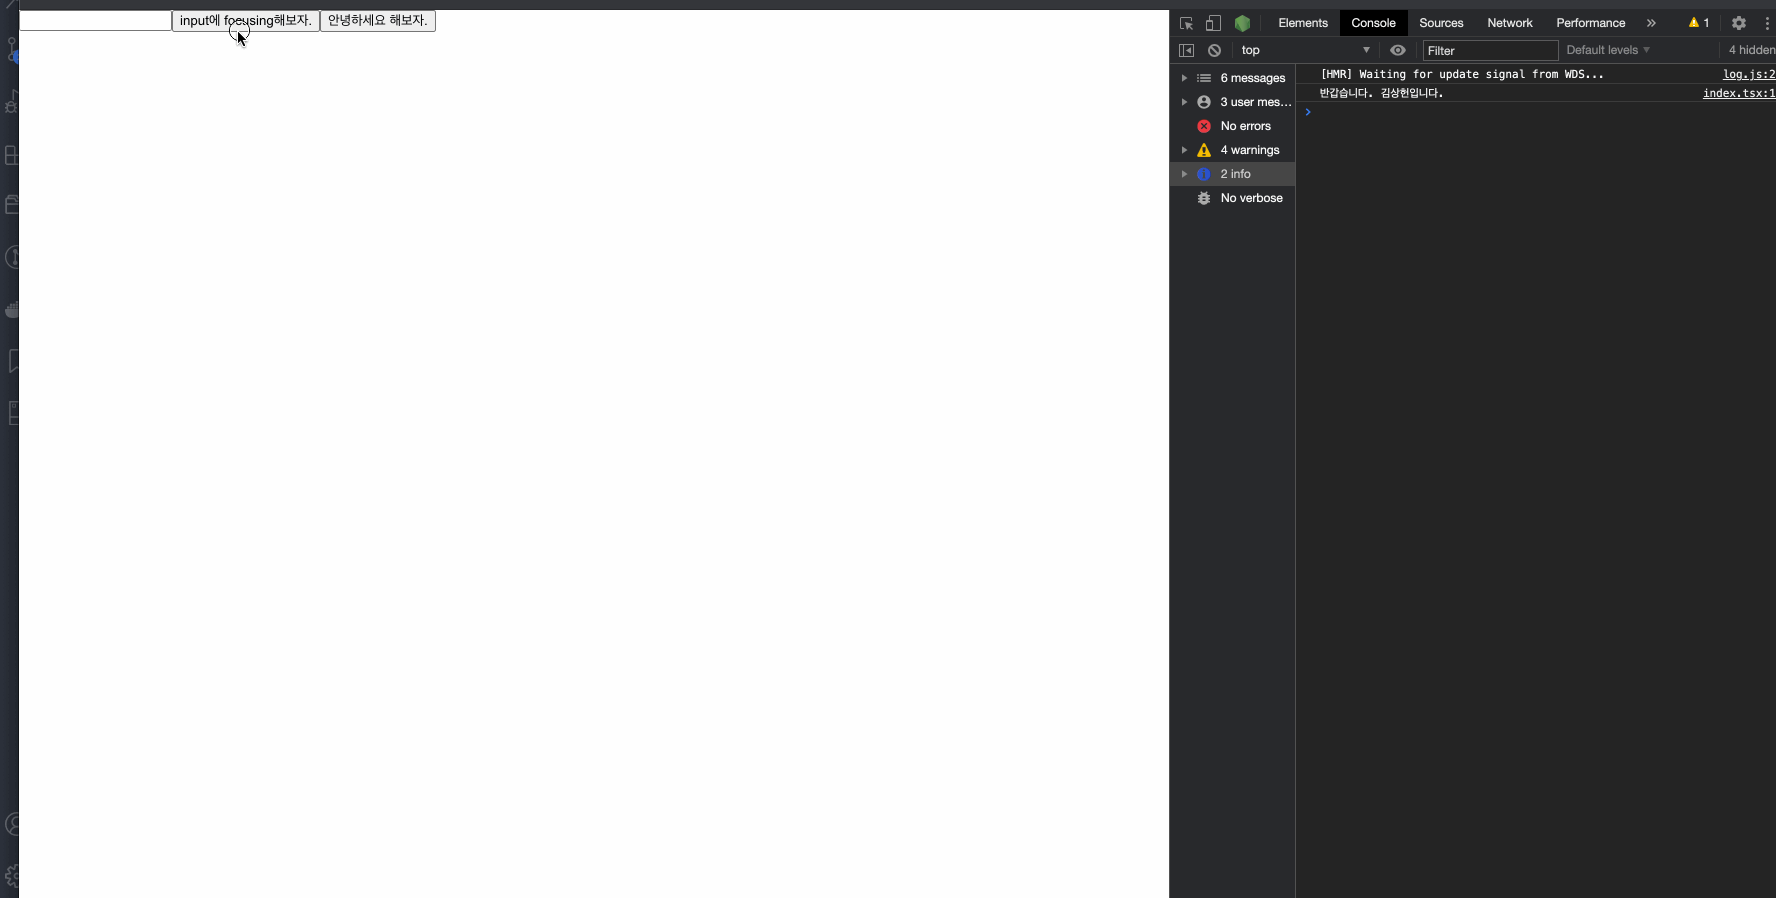 input에 focusing해보자. 안녕하세요 해보자.
Elements Console Sources Network Performance » 1
top Filter Default levels 4 hidden
6 messages
3 user mes...
No errors
4 warnings
2 info
No verbose
[HMR] Waiting for update signal from WDS... log.js:2
반갑습니다. 김상헌입니다. index.tsx:1